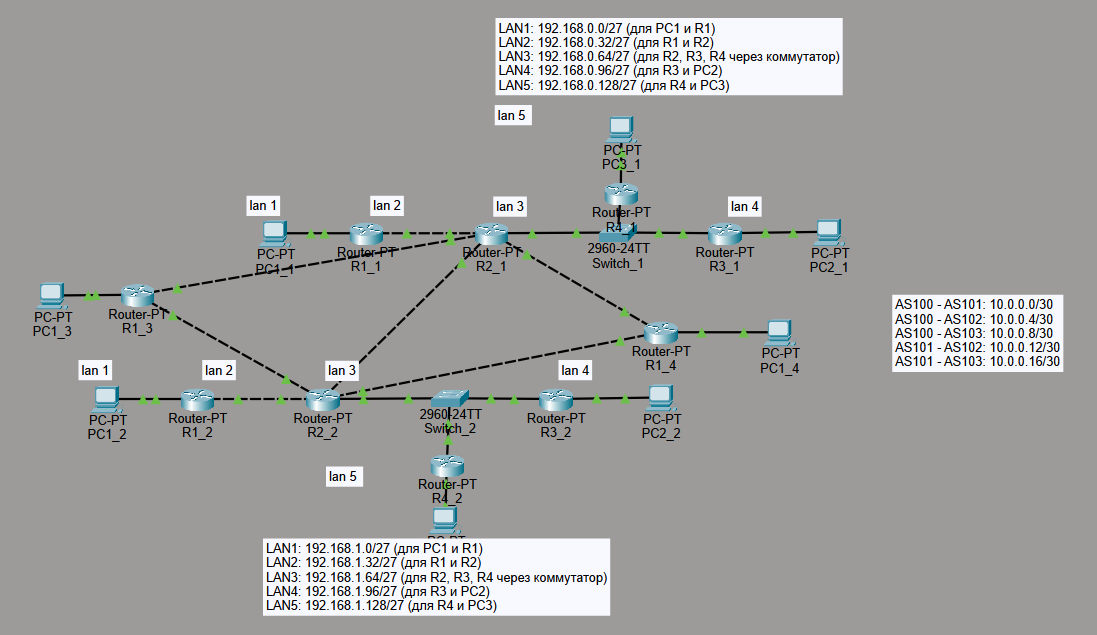 LAN1: 192.168.0.0/27 (для PC1 и R1)
LAN2: 192.168.0.32/27 (для R1 и R2)
LAN3: 192.168.0.64/27 (для R2, R3, R4 через коммутатор)
LAN4: 192.168.0.96/27 (для R3 и PC2)
LAN5: 192.168.0.128/27 (для R4 и PC3)
lan 5
PC-PT
PC3_1
lan 1
lan 2
lan 3
lan 4
Router-PT
R4_1
PC-PT
PC1_1
Router-PT
R1_1
Router-PT
R2_1
2960-24TT
Switch_1
Router-PT
R3_1
PC-PT
PC2_1
PC-PT
PC1_3
Router-PT
R1_3
AS100 - AS101: 10.0.0.0/30
AS100 - AS102: 10.0.0.4/30
AS100 - AS103: 10.0.0.8/30
AS101 - AS102: 10.0.0.12/30
AS101 - AS103: 10.0.0.16/30
Router-PT
R1_4
PC-PT
PC1_4
lan 1
lan 2
lan 3
lan 4
PC-PT
PC1_2
Router-PT
R1_2
Router-PT
R2_2
2960-24TT
Switch_2
Router-PT
R3_2
PC-PT
PC2_2
lan 5
Router-PT
R4_2
LAN1: 192.168.1.0/27 (для PC1 и R1)
LAN2: 192.168.1.32/27 (для R1 и R2)
LAN3: 192.168.1.64/27 (для R2, R3, R4 через коммутатор)
LAN4: 192.168.1.96/27 (для R3 и PC2)
LAN5: 192.168.1.128/27 (для R4 и PC3)